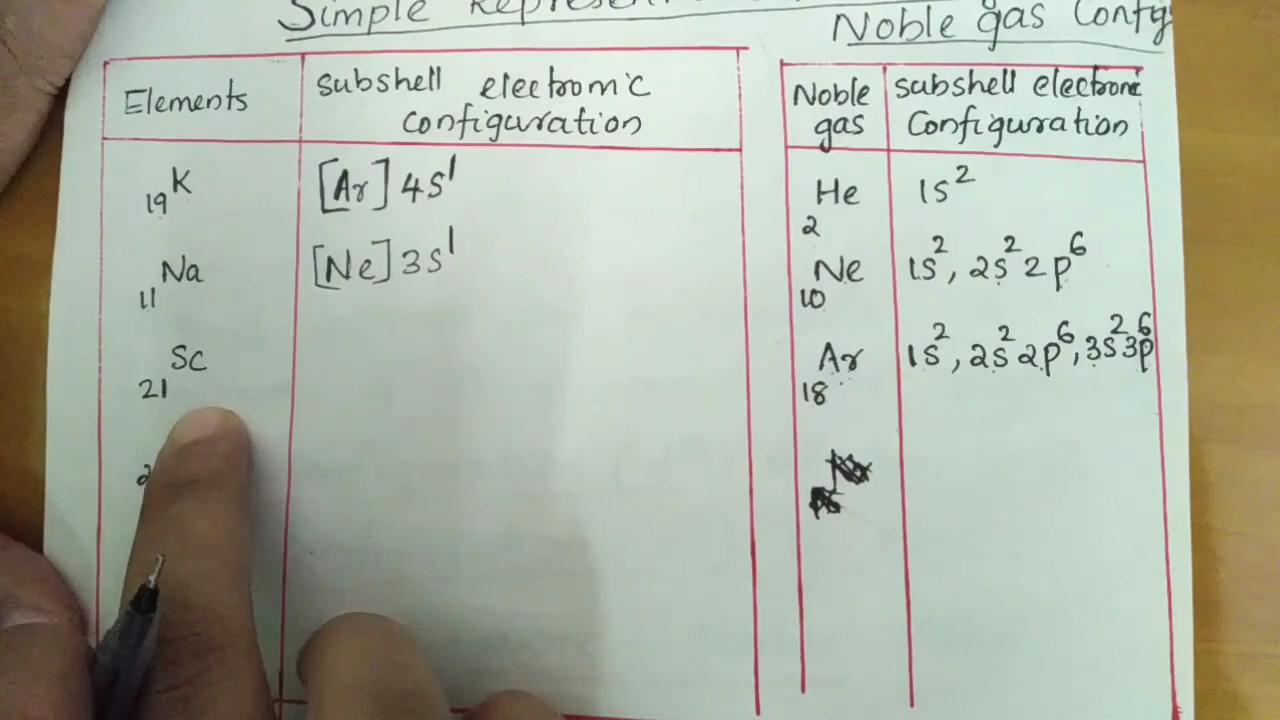 Simple
Noble gas Config
Elements
subshell electronic
configuration
19K
[Ar] 4s1
11Na
[Ne] 3s1
21Sc
2
Noble
gas
subshell electronic
Configuration
He
2
1s2
Ne
10
1s2, 2s2 2p6
Ar
18
1s2, 2s2 2p6, 3s2 3p6